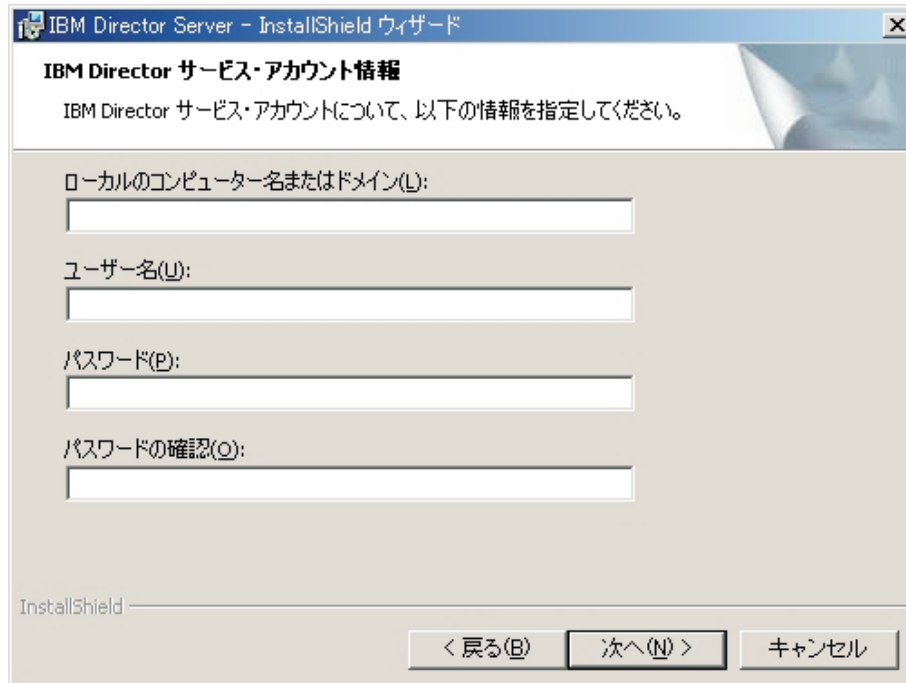 IBM Director Server - InstallShield ウィザード
IBM Director サービス・アカウント情報
IBM Director サービス・アカウントについて、以下の情報を指定してください。
ローカルのコンピューター名またはドメイン(L):
ユーザー名(U):
パスワード(P):
パスワードの確認(O):
InstallShield
< 戻る(B)
次へ(N) >
キャンセル